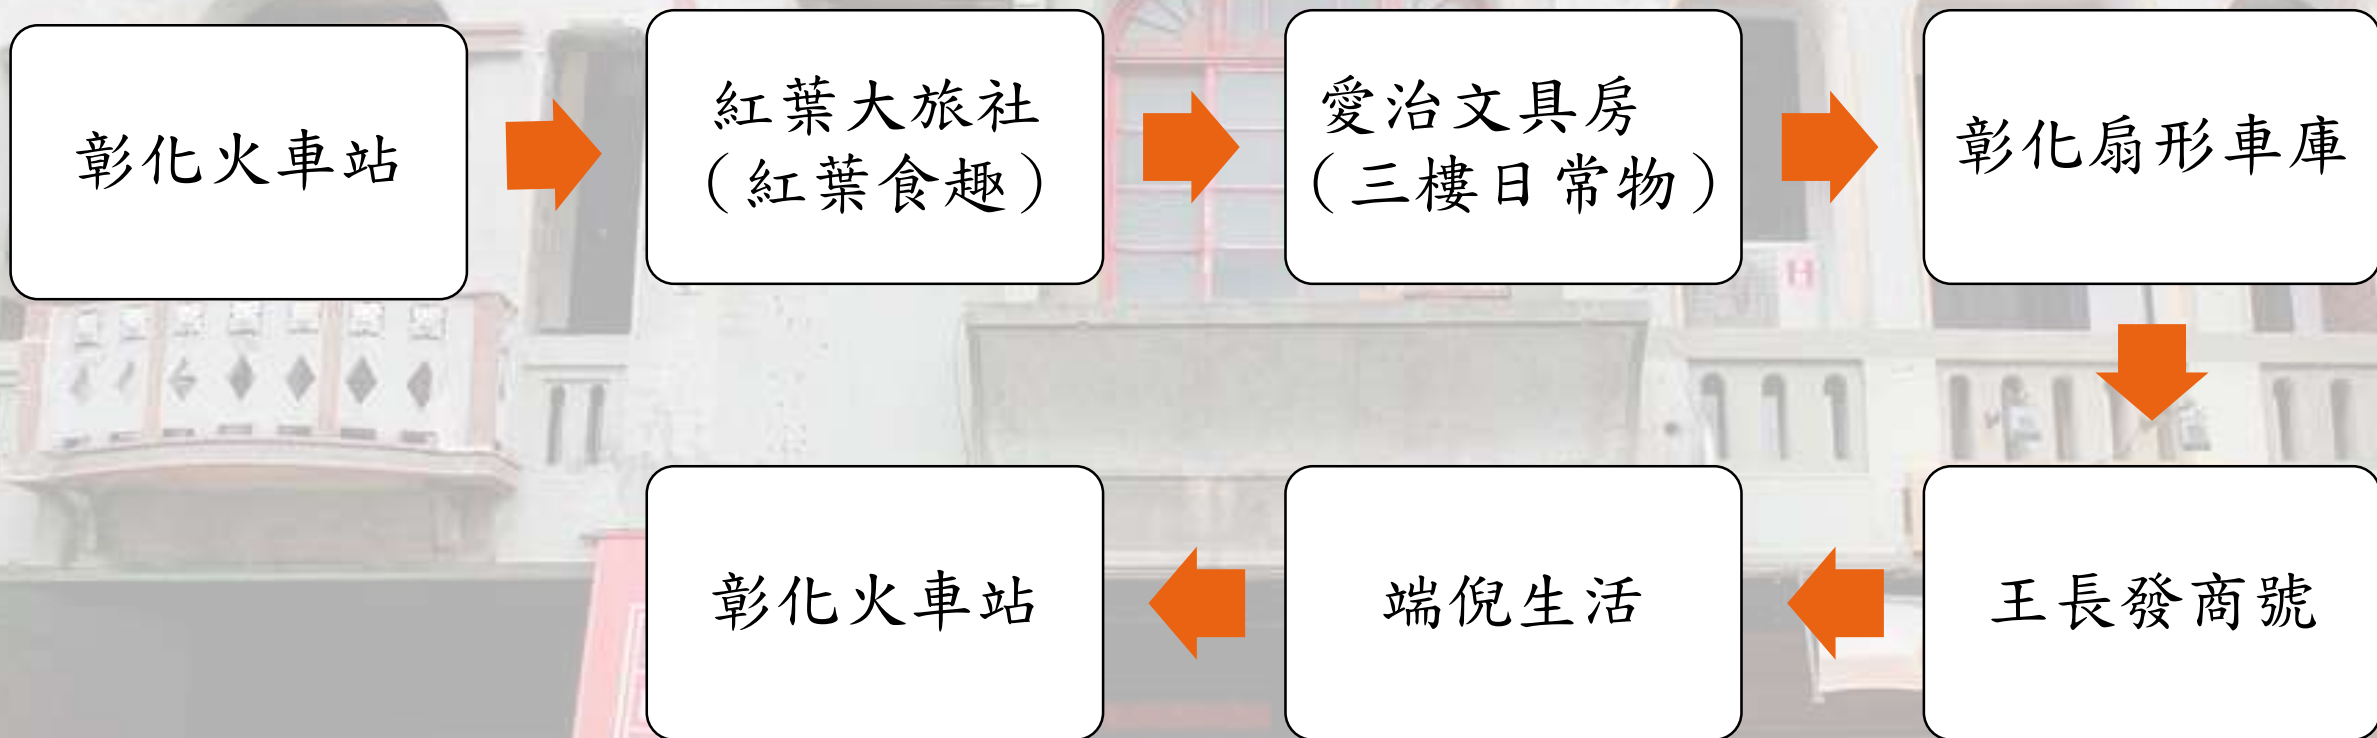 彰化火車站
紅葉大旅社
（紅葉食趣）
愛治文具房
（三樓日常物）
彰化扇形車庫
王長發商號
端倪生活
彰化火車站